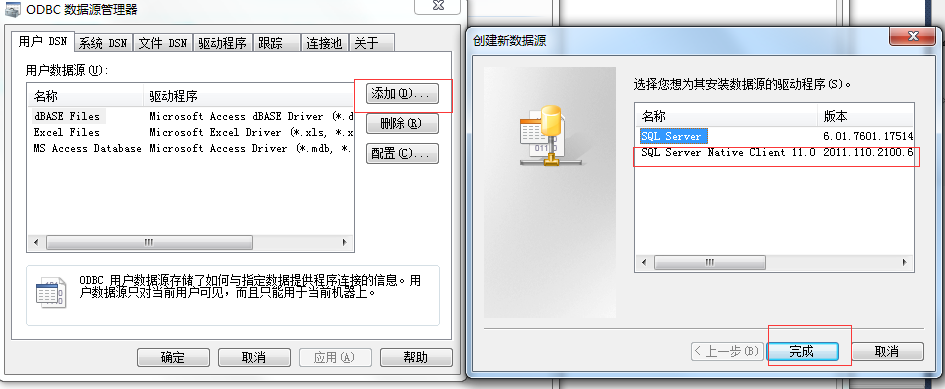 ODBC 数据源管理器
用户 DSN 系统 DSN 文件 DSN 驱动程序 跟踪 连接池 关于
用户数据源(U):
名称 驱动程序
dBASE Files Microsoft Access dBASE Driver (*.d
Excel Files Microsoft Excel Driver (*.xls, *.x
MS Access Database Microsoft Access Driver (*.mdb, *.
添加(D)...
删除(R)
配置(C)...
ODBC 用户数据源存储了如何与指定数据提供程序连接的信息。用
户数据源只对当前用户可见，而且只能用于当前机器上。
确定 取消 应用(A) 帮助
创建新数据源
选择您想为其安装数据源的驱动程序(S)。
名称 版本
SQL Server 6.01.7601.17514
SQL Server Native Client 11.0 2011.110.2100.6
<上一步(B) 完成 取消